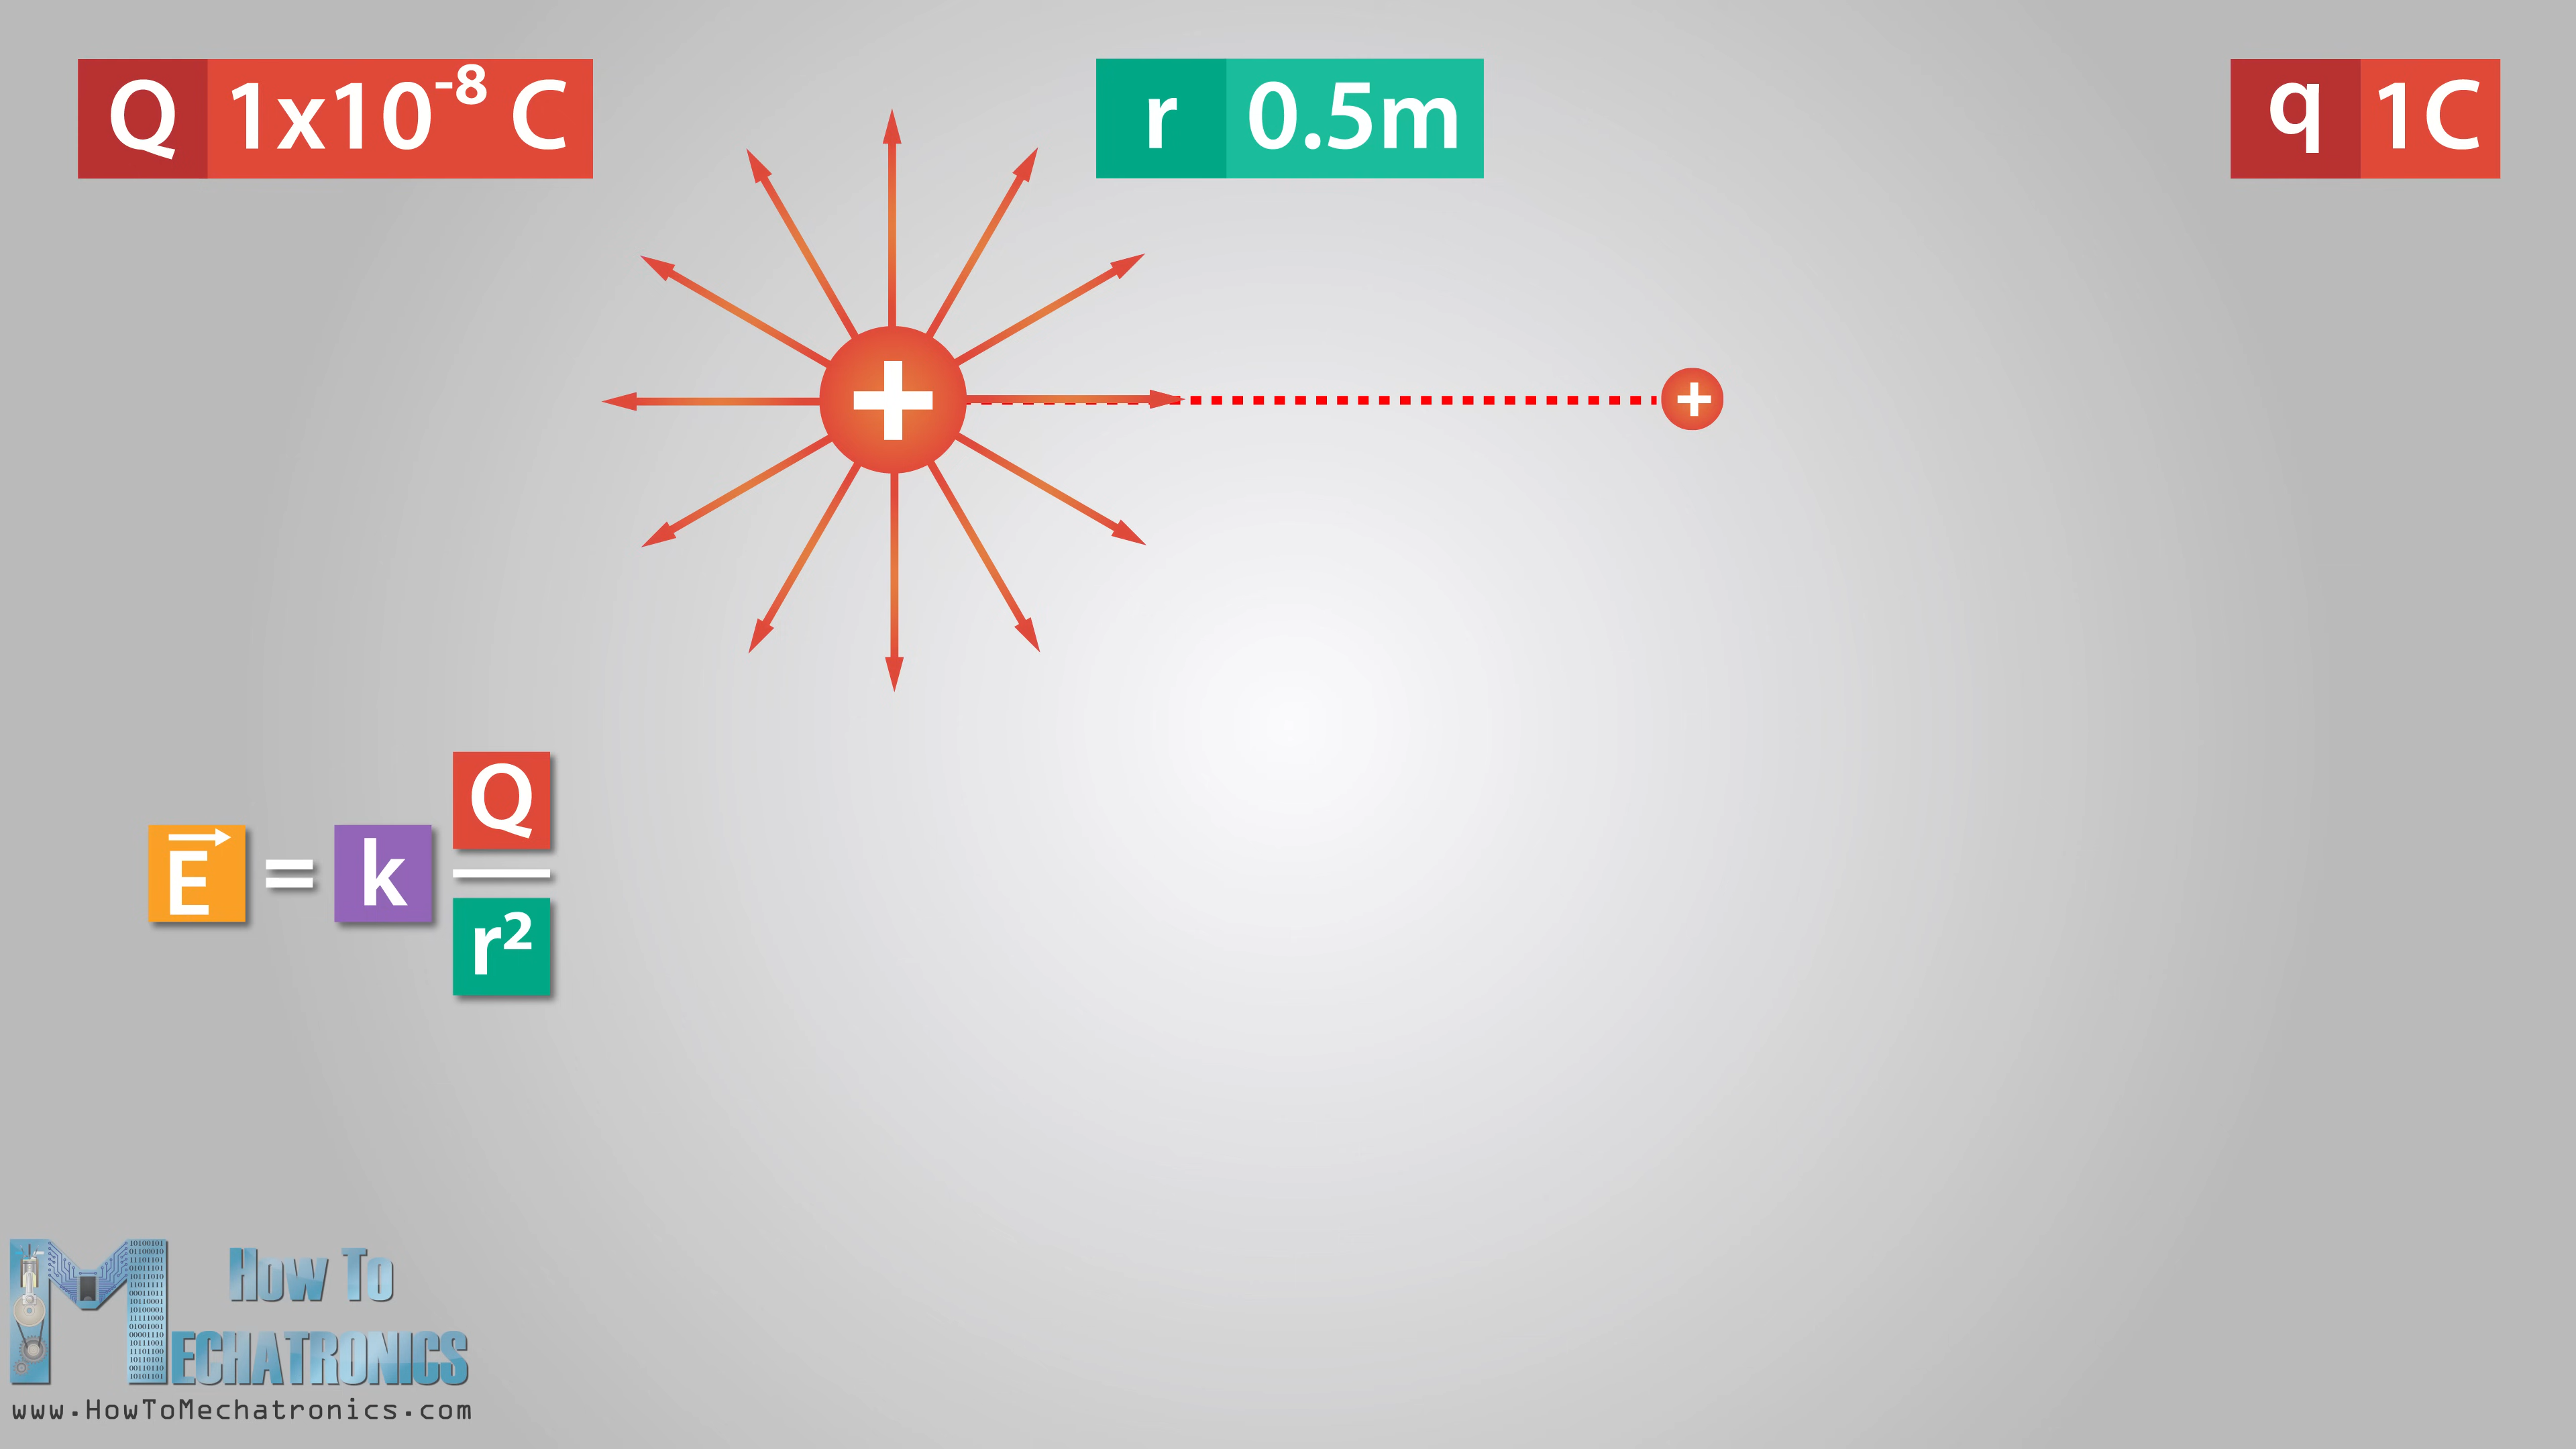 Q 1x10⁻⁸ C
r 0.5m
q 1C
+
+
E = k Q
r²
How To
MECHATRONICS
www.HowToMechatronics.com